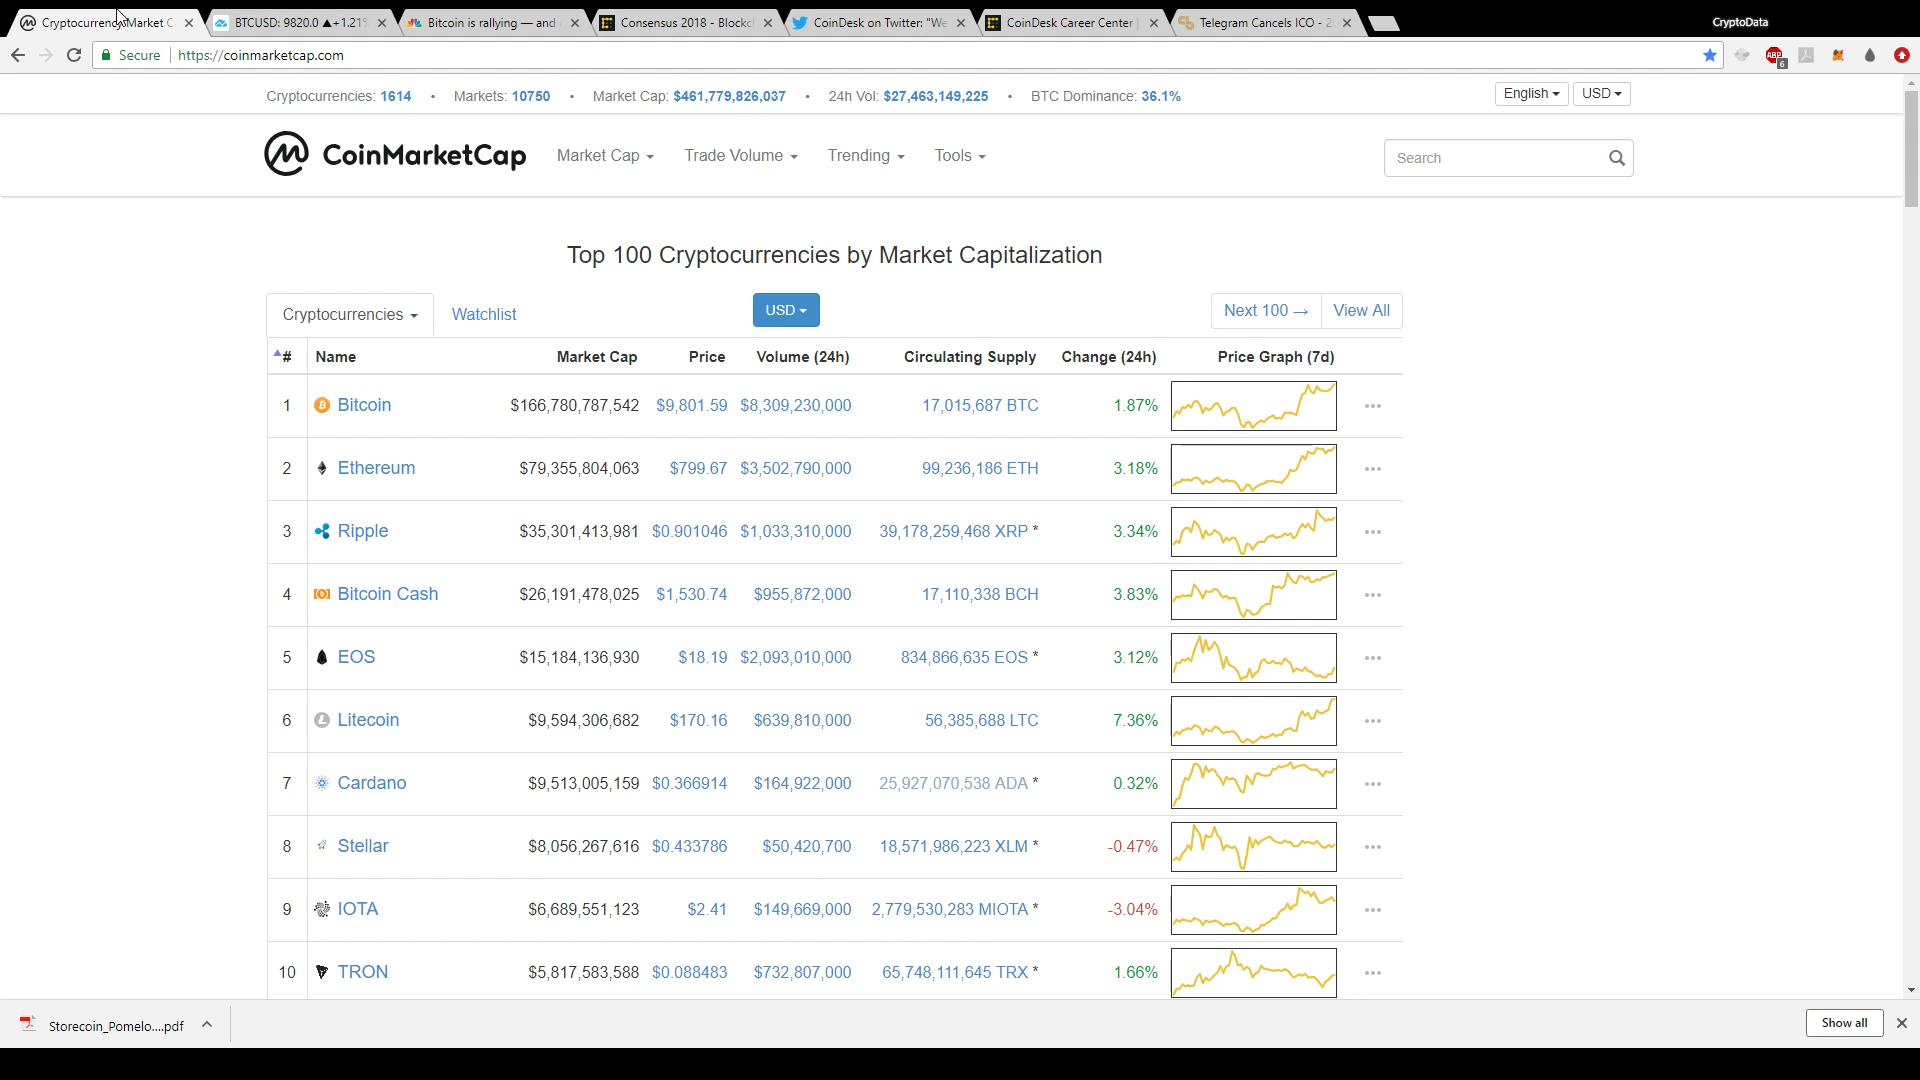 CryptocurrencyMarket C
BTCUSD: 9820.0 ▲+1.21%
Bitcoin is rallying — and
Consensus 2018 - Blockc
CoinDesk on Twitter: "We
CoinDesk Career Center |
Telegram Cancels ICO - 2
CryptoData
Secure | https://coinmarketcap.com
ABP 6
Cryptocurrencies: 1614 • Markets: 10750 • Market Cap: $461,779,826,037 • 24h Vol: $27,463,149,225 • BTC Dominance: 36.1%
English USD
CoinMarketCap Market Cap Trade Volume Trending Tools Search
Top 100 Cryptocurrencies by Market Capitalization
Cryptocurrencies Watchlist USD Next 100 → View All
# Name Market Cap Price Volume (24h) Circulating Supply Change (24h) Price Graph (7d)
1 Bitcoin $166,780,787,542 $9,801.59 $8,309,230,000 17,015,687 BTC 1.87%
2 Ethereum $79,355,804,063 $799.67 $3,502,790,000 99,236,186 ETH 3.18%
3 Ripple $35,301,413,981 $0.901046 $1,033,310,000 39,178,259,468 XRP * 3.34%
4 Bitcoin Cash $26,191,478,025 $1,530.74 $955,872,000 17,110,338 BCH 3.83%
5 EOS $15,184,136,930 $18.19 $2,093,010,000 834,866,635 EOS * 3.12%
6 Litecoin $9,594,306,682 $170.16 $639,810,000 56,385,688 LTC 7.36%
7 Cardano $9,513,005,159 $0.366914 $164,922,000 25,927,070,538 ADA * 0.32%
8 Stellar $8,056,267,616 $0.433786 $50,420,700 18,571,986,223 XLM * -0.47%
9 IOTA $6,689,551,123 $2.41 $149,669,000 2,779,530,283 MIOTA * -3.04%
10 TRON $5,817,583,588 $0.088483 $732,807,000 65,748,111,645 TRX * 1.66%
Storecoin_Pomelo....pdf
Show all